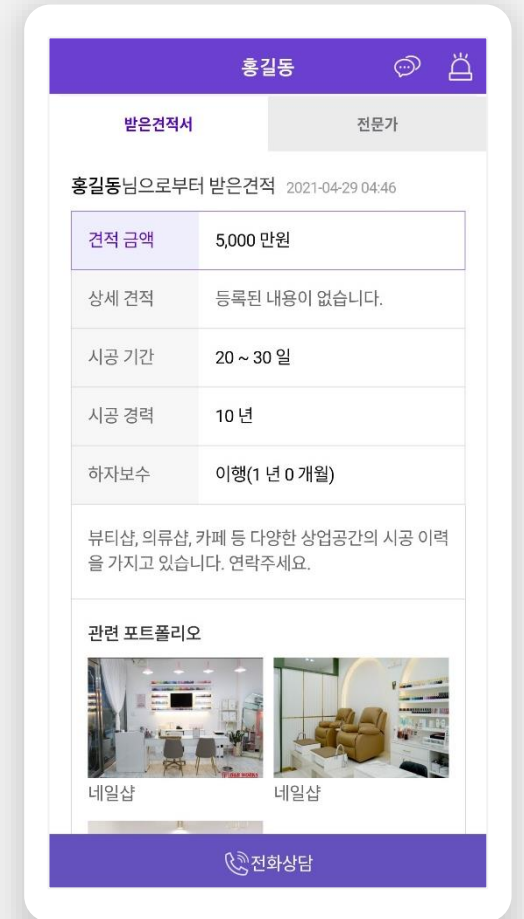 홍길동
받은견적서 전문가
홍길동님으로부터 받은견적 2021-04-29 04:46
견적 금액 5,000 만원
상세 견적 등록된 내용이 없습니다.
시공 기간 20 ~ 30 일
시공 경력 10 년
하자보수 이행(1 년 0 개월)
뷰티샵, 의류샵, 카페 등 다양한 상업공간의 시공 이력
을 가지고 있습니다. 연락주세요.
관련 포트폴리오
네일샵 네일샵
전화상담